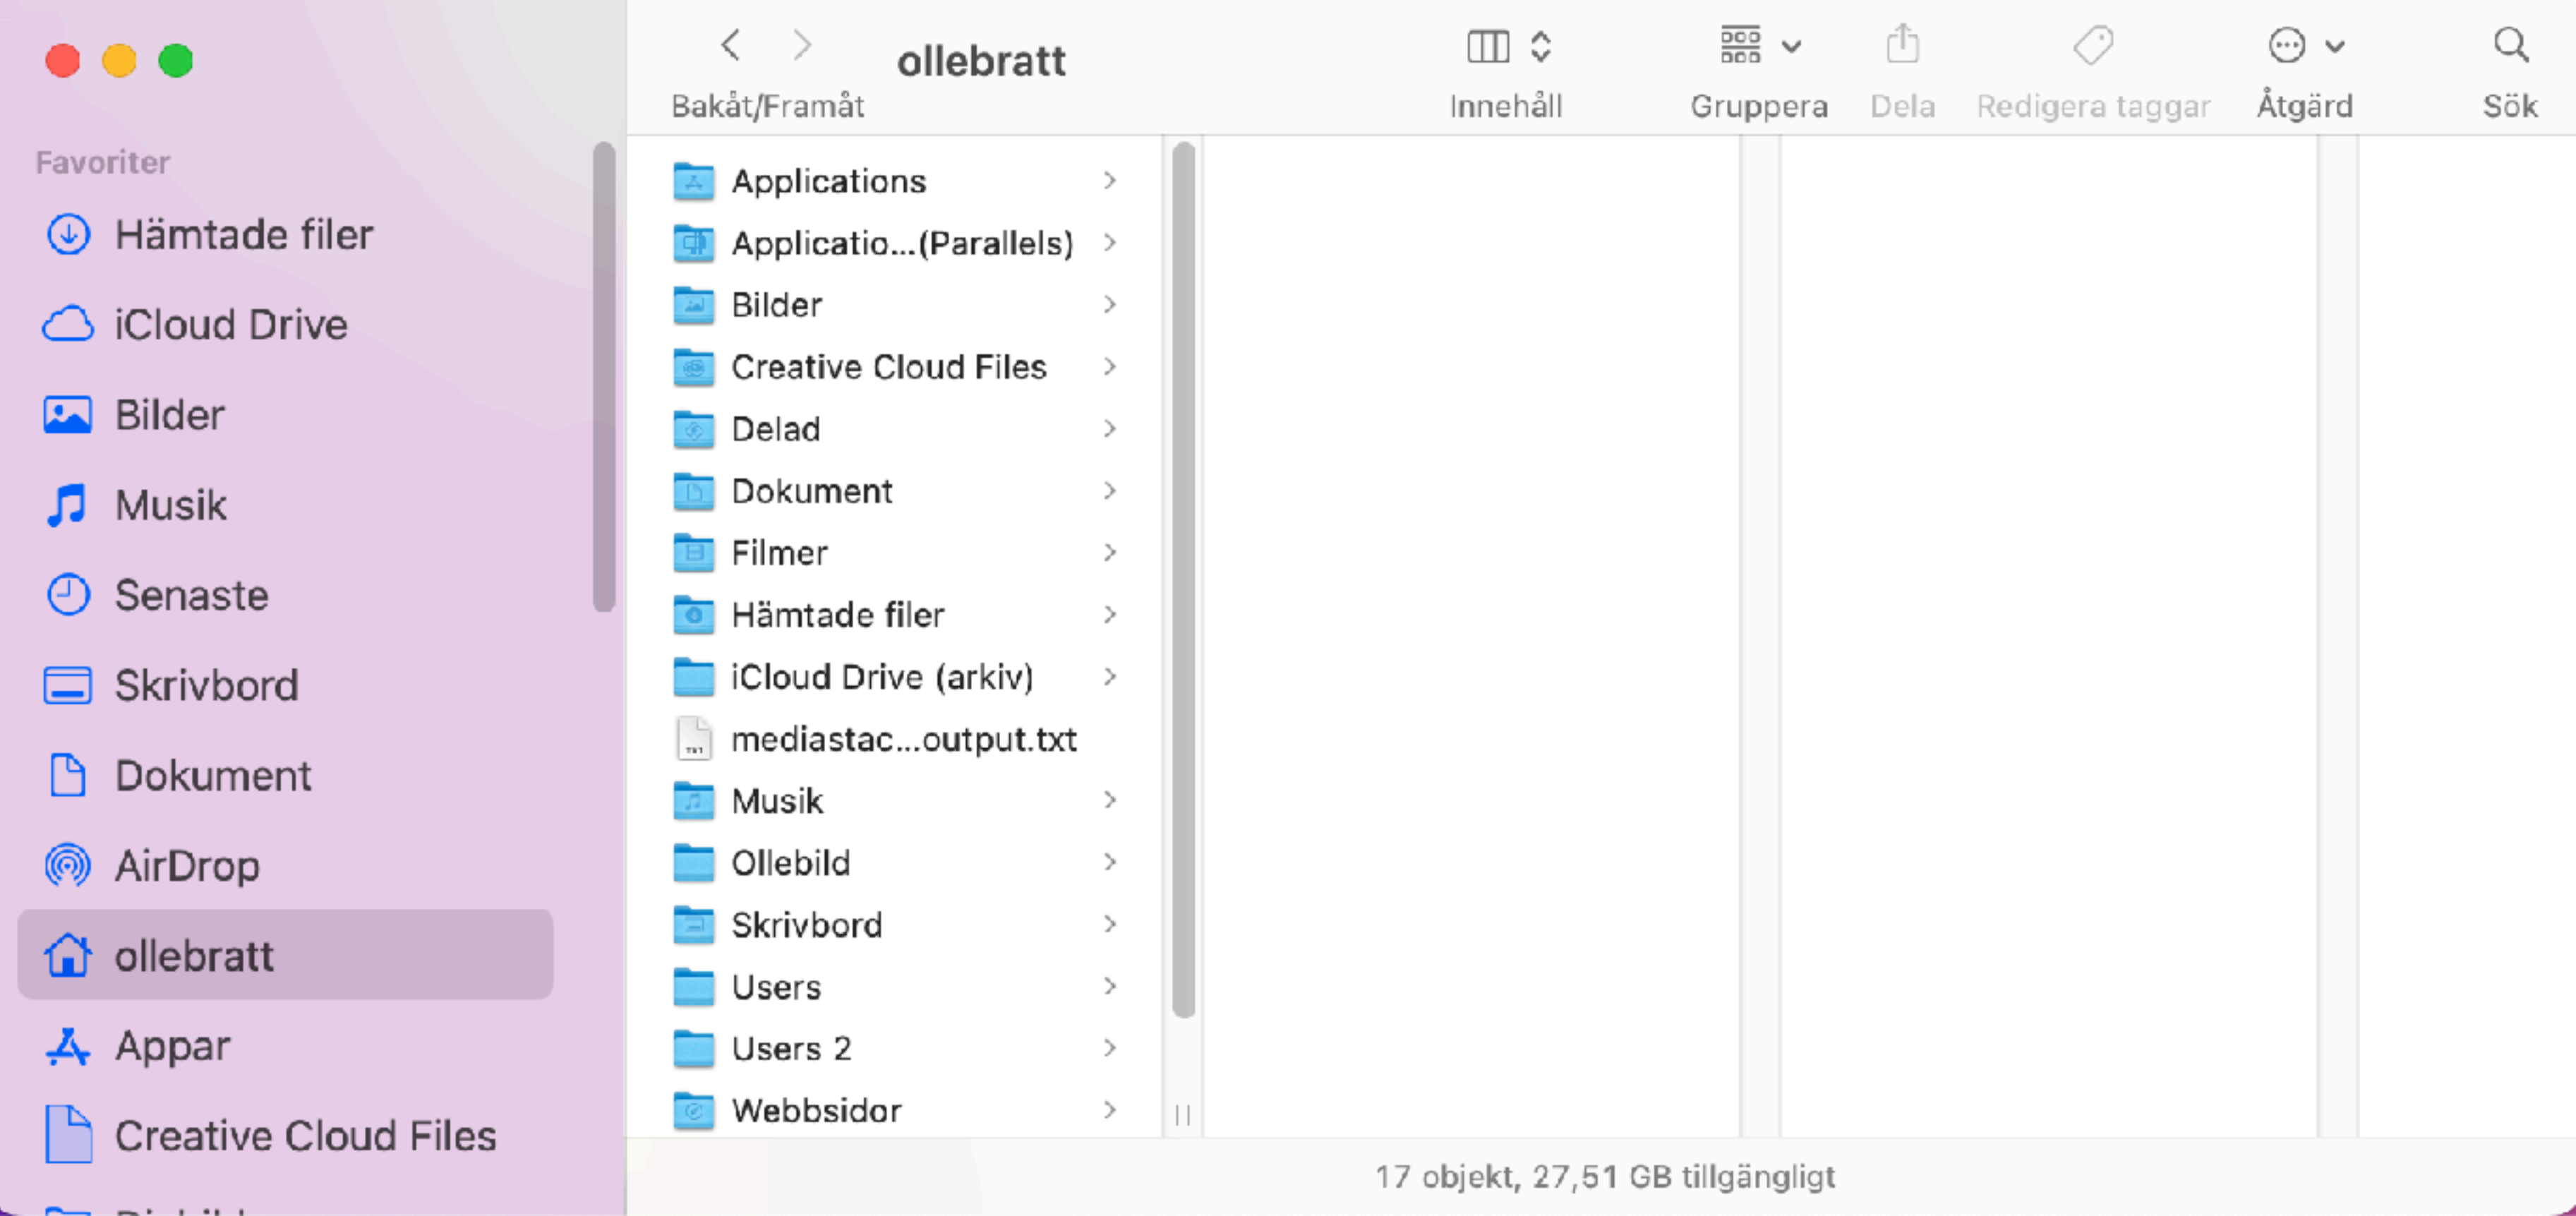 ollebratt
Bakåt/Framåt
Innehåll
Gruppera
Dela
Redigera taggar
Åtgärd
Sök
Favoriter
Hämtade filer
iCloud Drive
Bilder
Musik
Senaste
Skrivbord
Dokument
AirDrop
ollebratt
Appar
Creative Cloud Files
Applications
Applicatio...(Parallels)
Bilder
Creative Cloud Files
Delad
Dokument
Filmer
Hämtade filer
iCloud Drive (arkiv)
mediastac...output.txt
Musik
Ollebild
Skrivbord
Users
Users 2
Webbsidor
17 objekt, 27,51 GB tillgängligt